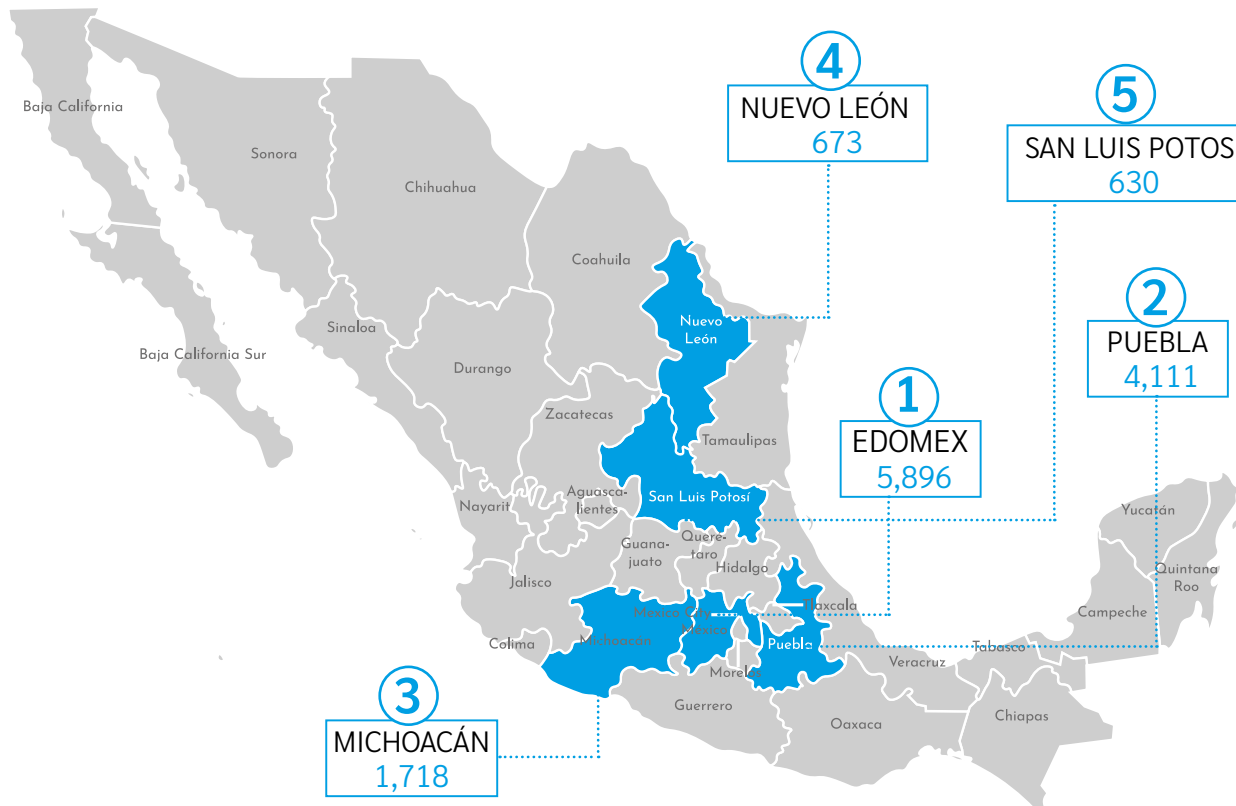 4
NUEVO LEÓN
673
5
SAN LUIS POTOS
630
2
PUEBLA
4,111
1
EDOMEX
5,896
3
MICHOACÁN
1,718
Baja California
Sonora
Chihuahua
Coahuila
Nuevo
León
Sinaloa
Baja California Sur
Durango
Zacatecas
Tamaulipas
Nayarit
Aguasca-
lientes
San Luis Potosí
Guana-
juato
Quere-
taro
Hidalgo
Jalisco
Colima
Michoacán
Mexico City
México
Tlaxcala
Puebla
Morelos
Guerrero
Oaxaca
Veracruz
Tabasco
Chiapas
Campeche
Yucatán
Quintana
Roo